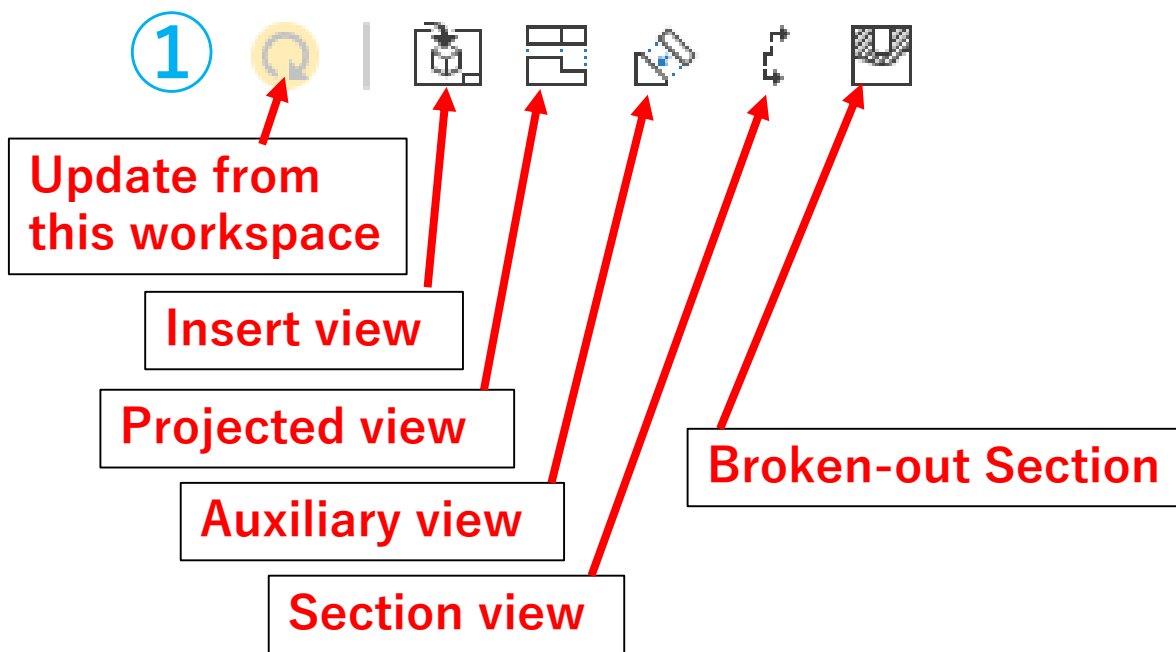 ①
Update from
this workspace
Insert view
Projected view
Broken-out Section
Auxiliary view
Section view